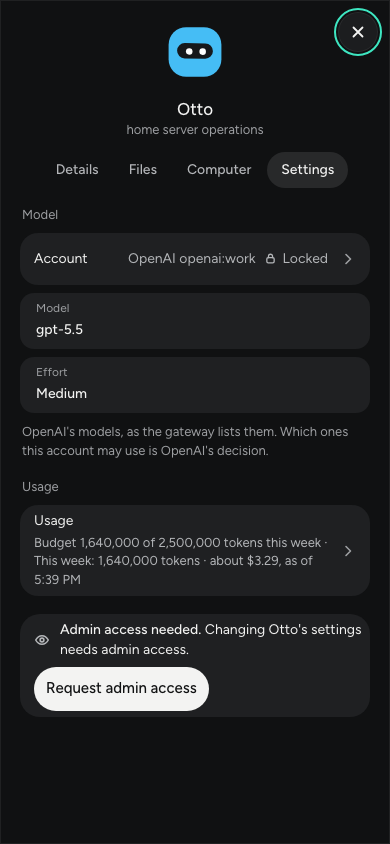 Otto
home server operations
Details Files Computer Settings
Model
Account OpenAI openai:work Locked
Model
gpt-5.5
Effort
Medium
OpenAI's models, as the gateway lists them. Which ones
this account may use is OpenAI's decision.
Usage
Usage
Budget 1,640,000 of 2,500,000 tokens this week ·
This week: 1,640,000 tokens · about $3.29, as of
5:39 PM
Admin access needed. Changing Otto's settings
needs admin access.
Request admin access